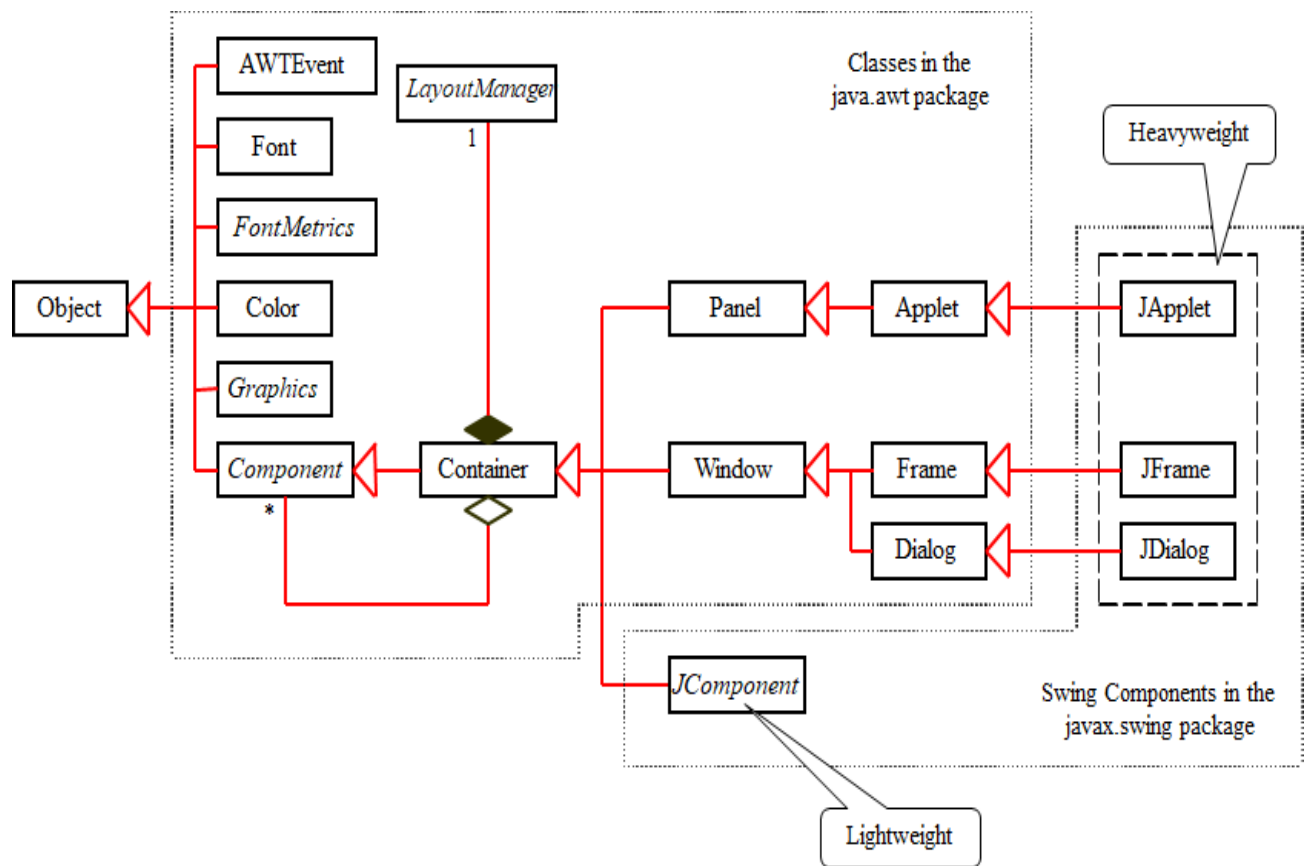 AWTEvent
LayoutManager
1
Classes in the
java.awt package
Heavyweight
Font
FontMetrics
Object
Color
Panel
Applet
JApplet
Graphics
Component
*
Container
Window
Frame
JFrame
Dialog
JDialog
JComponent
Swing Components in the
javax.swing package
Lightweight